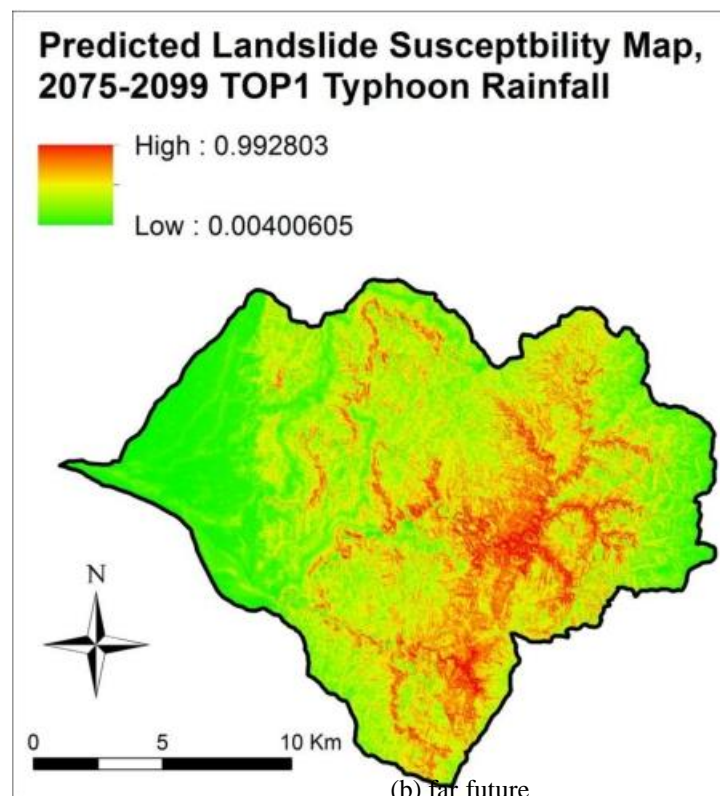 Predicted Landslide Susceptbility Map,
2075-2099 TOP1 Typhoon Rainfall
High : 0.992803
Low : 0.00400605
N
0 5 10 Km
(b) far future